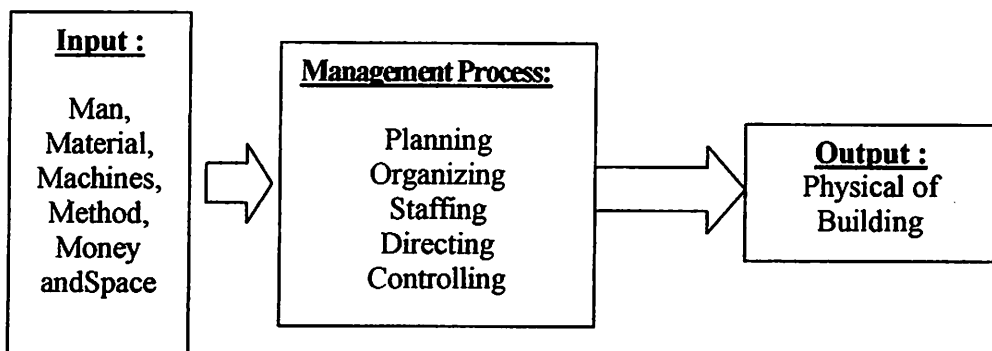 Input :
Man,
Material,
Machines,
Method,
Money
andSpace
Management Process:
Planning
Organizing
Staffing
Directing
Controlling
Output :
Physical of
Building